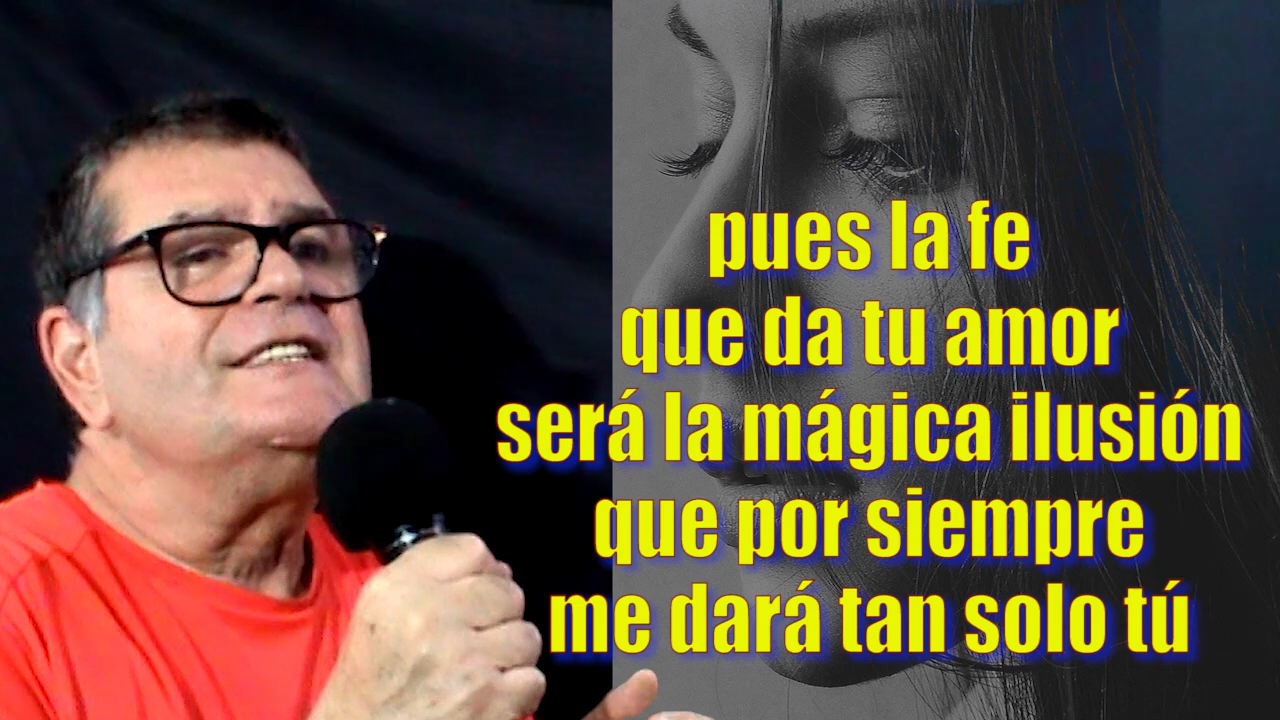 pues la fe
que da tu amor
será la mágica ilusión
que por siempre
me dará tan solo tú